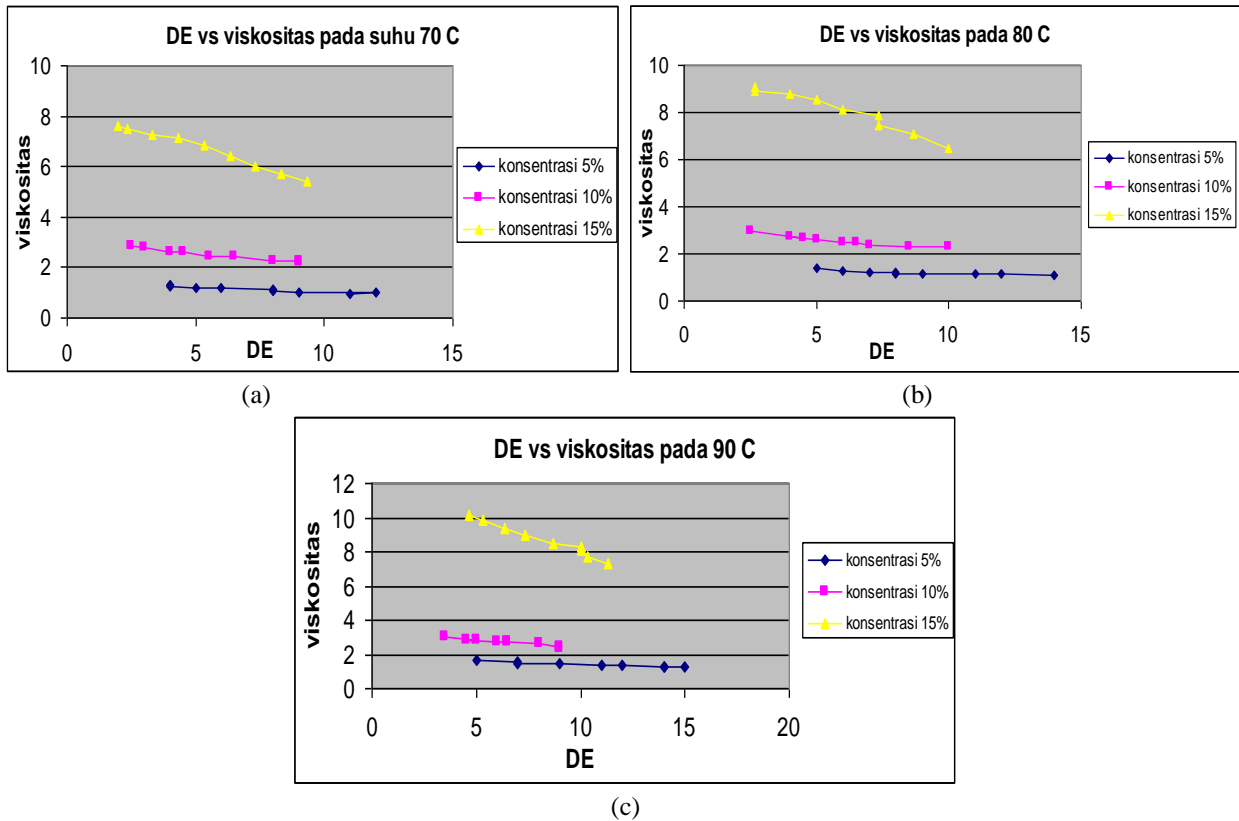 DE vs viskositas pada suhu 70 C
10
8
6
4
2
0
viskositas
0 5 10 15
DE
konsentrasi 5%
konsentrasi 10%
konsentrasi 15%
(a)
DE vs viskositas pada 80 C
10
8
6
4
2
0
viskositas
0 5 10 15
DE
konsentrasi 5%
konsentrasi 10%
konsentrasi 15%
(b)
DE vs viskositas pada 90 C
12
10
8
6
4
2
0
viskositas
0 5 10 15 20
DE
konsentrasi 5%
konsentrasi 10%
konsentrasi 15%
(c)